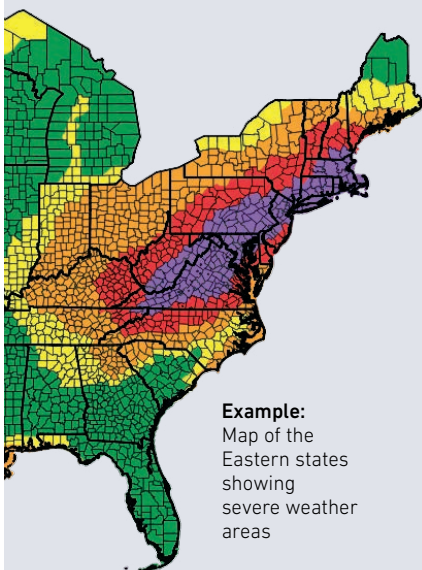 Example:
Map of the
Eastern states
showing
severe weather
areas